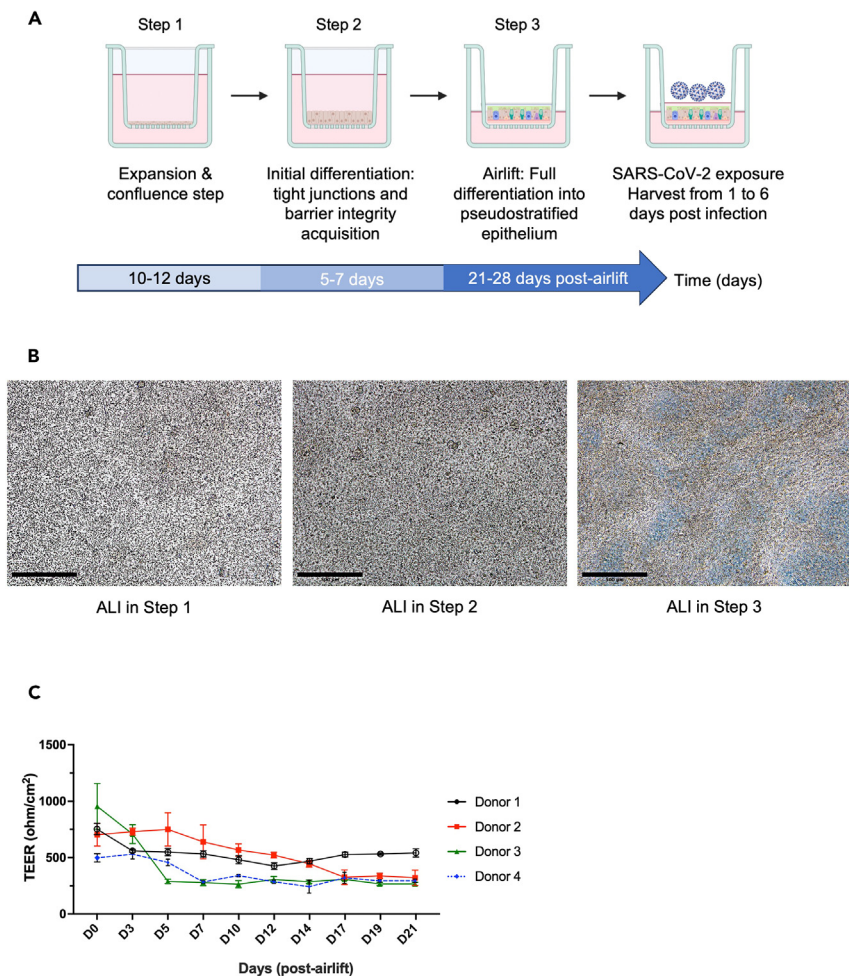 A
Step 1
Step 2
Step 3
Expansion &
confluence step
Initial differentiation:
tight junctions and
barrier integrity
acquisition
Airlift: Full
differentiation into
pseudostratified
epithelium
SARS-CoV-2 exposure
Harvest from 1 to 6
days post infection
10-12 days
5-7 days
21-28 days post-airlift
Time (days)
B
ALI in Step 1
ALI in Step 2
ALI in Step 3
C
TEER (ohm/cm²)
1500
1000
500
0
D0
D3
D5
D7
D10
D12
D14
D17
D19
D21
Days (post-airlift)
Donor 1
Donor 2
Donor 3
Donor 4